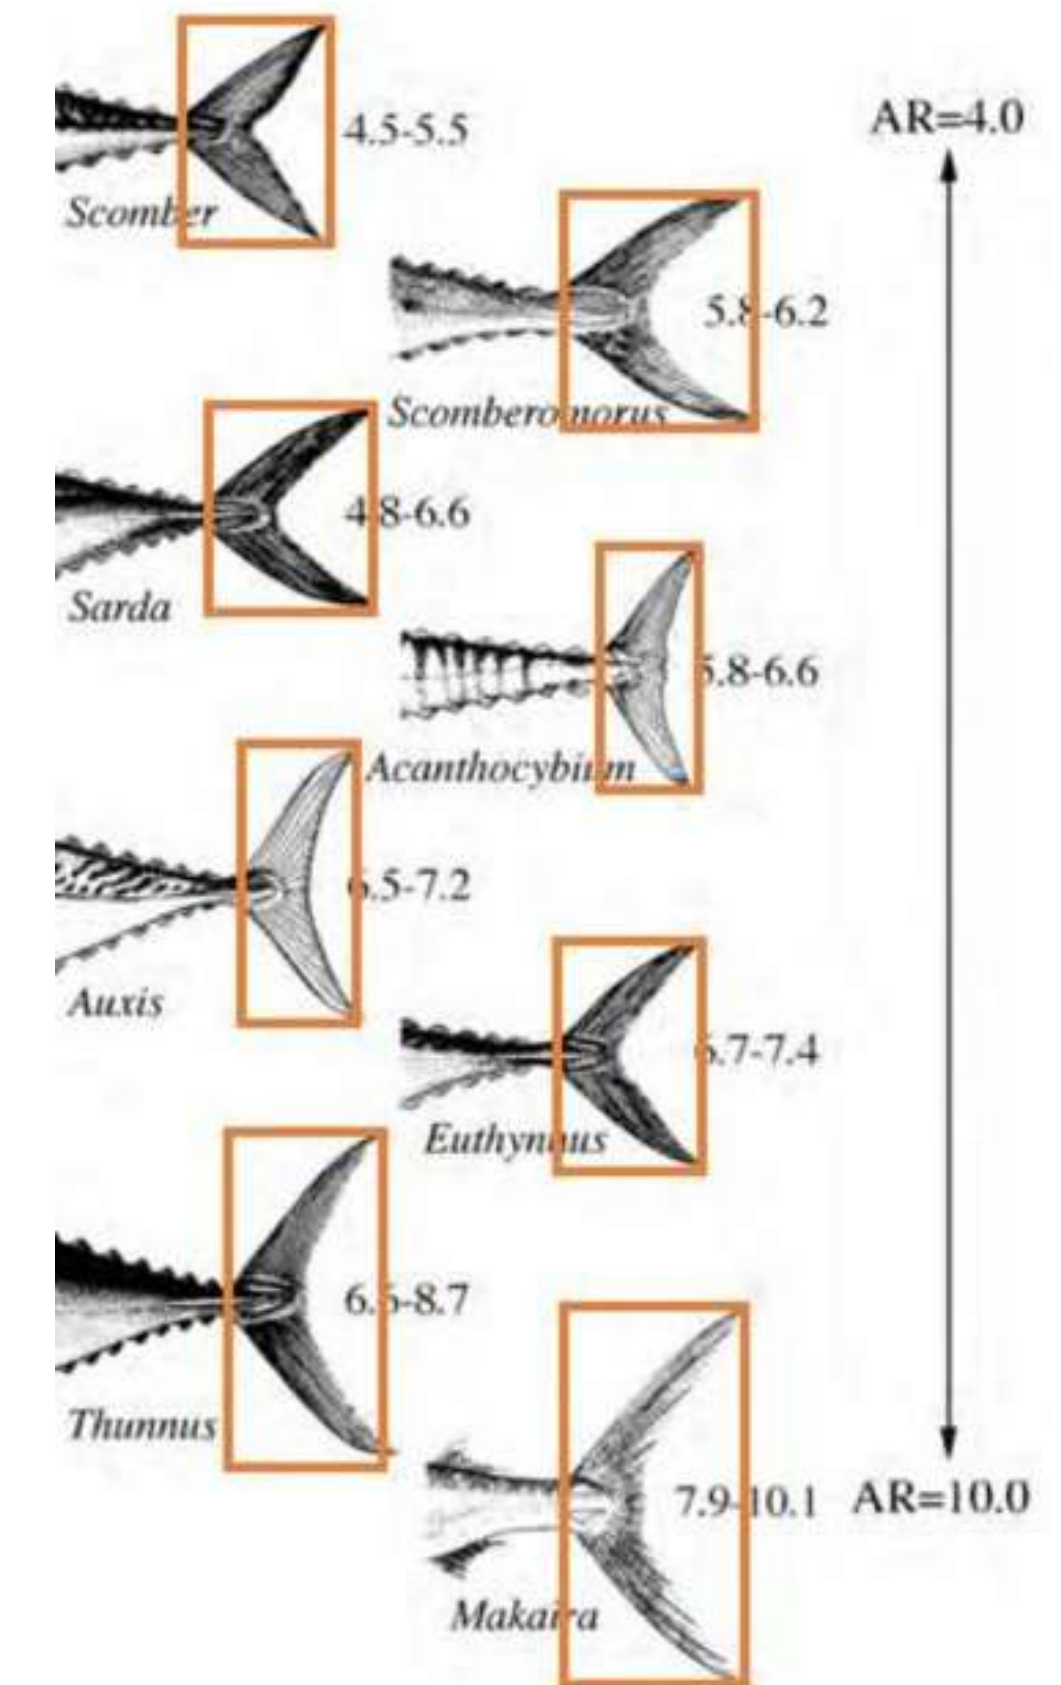 AR=4.0
4.5-5.5
Scomber
5.8-6.2
Scomberomorus
4.8-6.6
Sarda
5.8-6.6
Acanthocybium
6.5-7.2
Auxis
6.7-7.4
Euthynnus
6.6-8.7
Thunnus
7.9-10.1
AR=10.0
Makaira